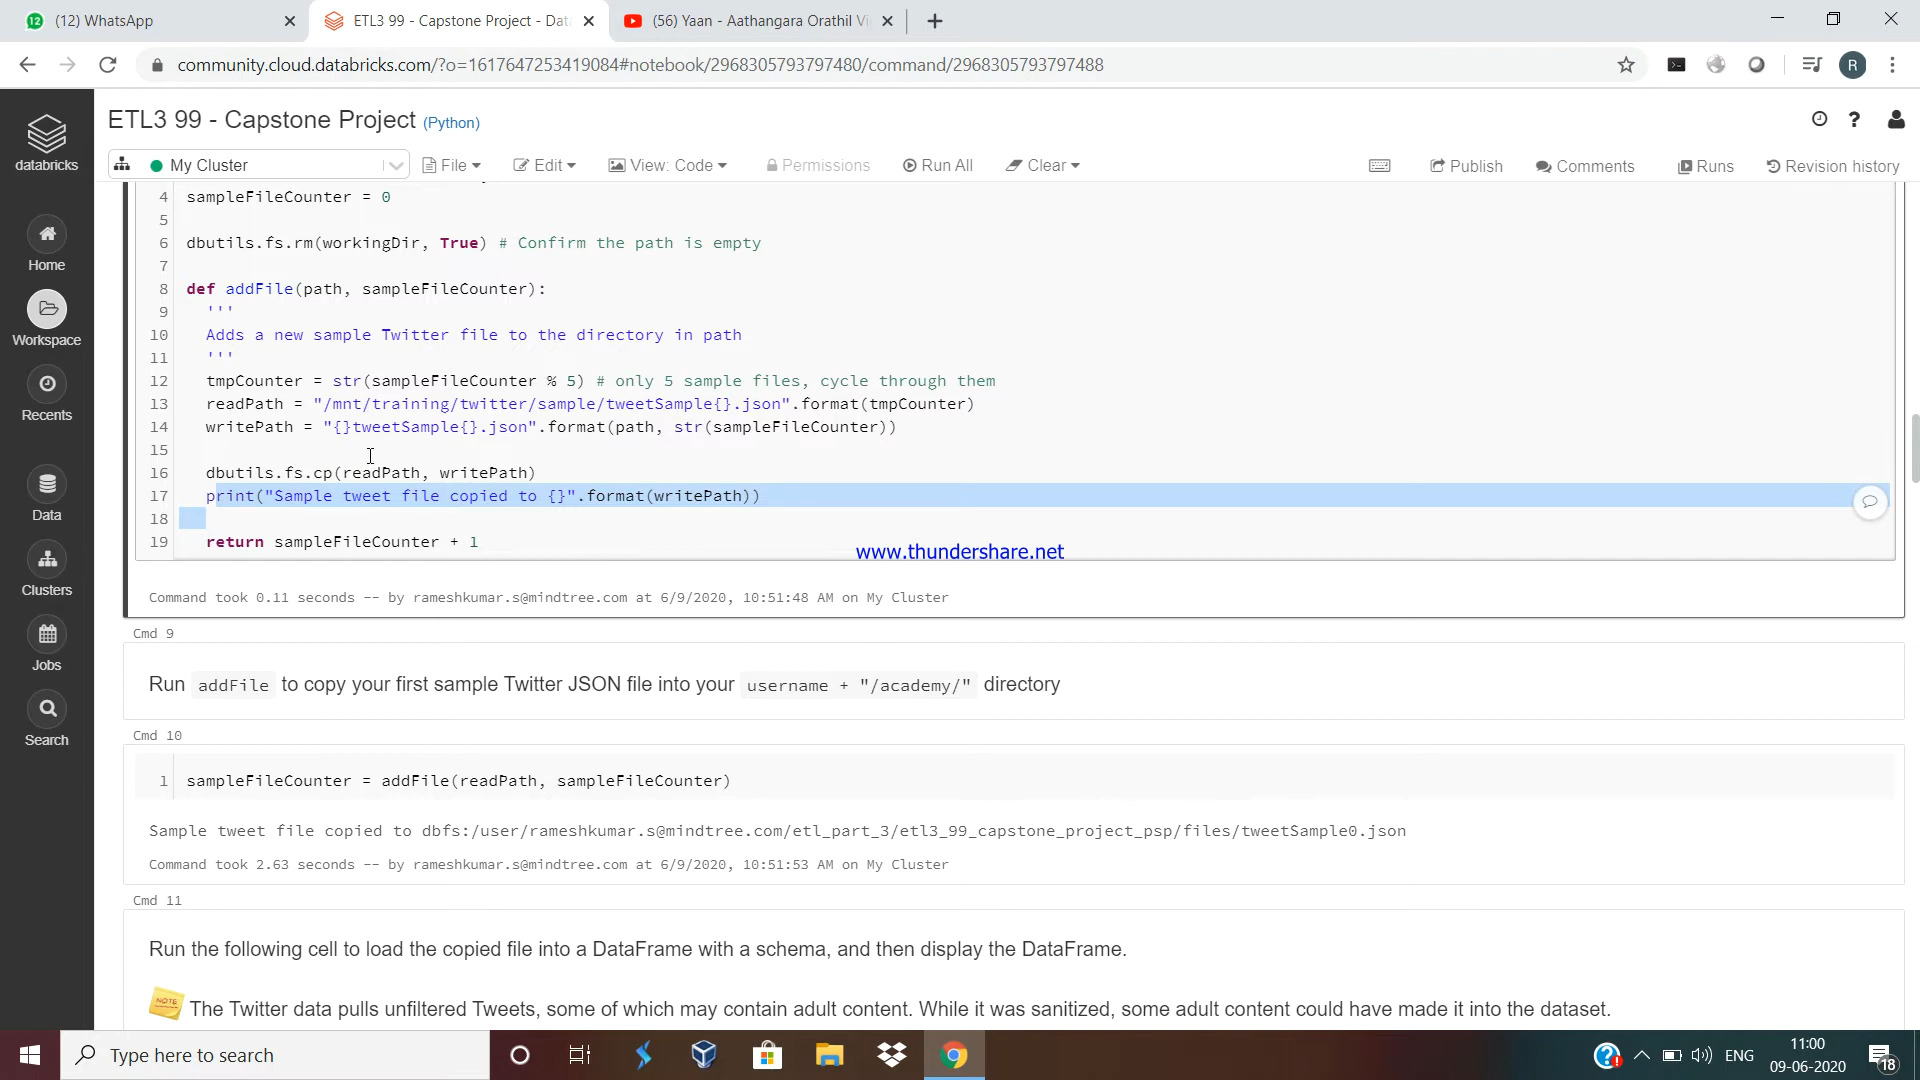 (12) WhatsApp
ETL3 99 - Capstone Project - Dat
(56) Yaan - Aathangara Orathil Vi
community.cloud.databricks.com/?o=1617647253419084#notebook/2968305793797480/command/2968305793797488
R
databricks
Home
Workspace
Recents
Data
Clusters
Jobs
Search
ETL3 99 - Capstone Project (Python)
My Cluster
File
Edit
View: Code
Permissions
Run All
Clear
Publish
Comments
Runs
Revision history
4 sampleFileCounter = 0
5
6 dbutils.fs.rm(workingDir, True) # Confirm the path is empty
7
8 def addFile(path, sampleFileCounter):
9 '''
10 Adds a new sample Twitter file to the directory in path
11 '''
12 tmpCounter = str(sampleFileCounter % 5) # only 5 sample files, cycle through them
13 readPath = "/mnt/training/twitter/sample/tweetSample{}.json".format(tmpCounter)
14 writePath = "{}tweetSample{}.json".format(path, str(sampleFileCounter))
15
16 dbutils.fs.cp(readPath, writePath)
17 print("Sample tweet file copied to {}".format(writePath))
18
19 return sampleFileCounter + 1
www.thundershare.net
Command took 0.11 seconds -- by rameshkumar.s@mindtree.com at 6/9/2020, 10:51:48 AM on My Cluster
Cmd 9
Run addFile to copy your first sample Twitter JSON file into your username + "/academy/" directory
Cmd 10
1 sampleFileCounter = addFile(readPath, sampleFileCounter)
Sample tweet file copied to dbfs:/user/rameshkumar.s@mindtree.com/etl_part_3/etl3_99_capstone_project_psp/files/tweetSample0.json
Command took 2.63 seconds -- by rameshkumar.s@mindtree.com at 6/9/2020, 10:51:53 AM on My Cluster
Cmd 11
Run the following cell to load the copied file into a DataFrame with a schema, and then display the DataFrame.
NOTE The Twitter data pulls unfiltered Tweets, some of which may contain adult content. While it was sanitized, some adult content could have made it into the dataset.
Type here to search
ENG
11:00
09-06-2020
18